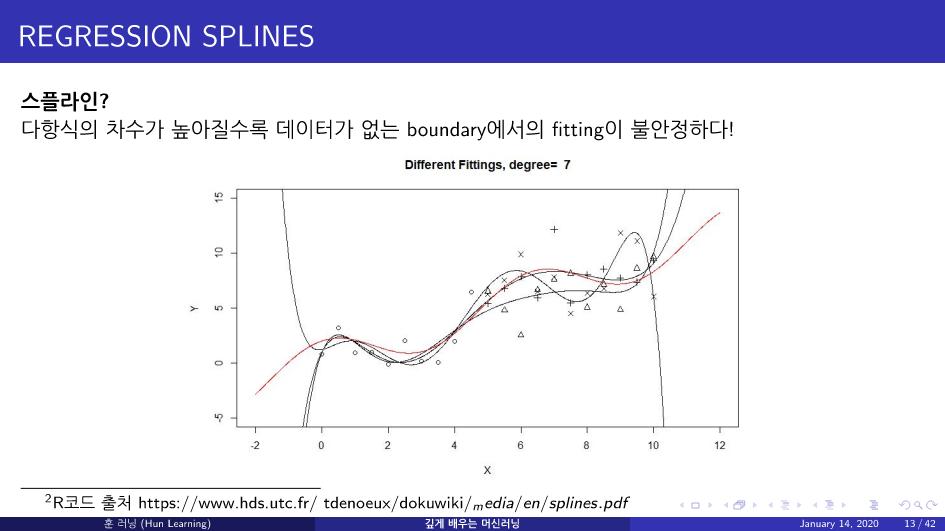 REGRESSION SPLINES
스플라인?
다항식의 차수가 높아질수록 데이터가 없는 boundary에서의 fitting이 불안정하다!
Different Fittings, degree= 7
15
10
5
0
-5
Y
-2 0 2 4 6 8 10 12
X
2R코드 출처 https://www.hds.utc.fr/ tdenoeux/dokuwiki/media/en/splines.pdf
훈 러닝 (Hun Learning) 깊게 배우는 머신러닝 January 14, 2020 13 / 42